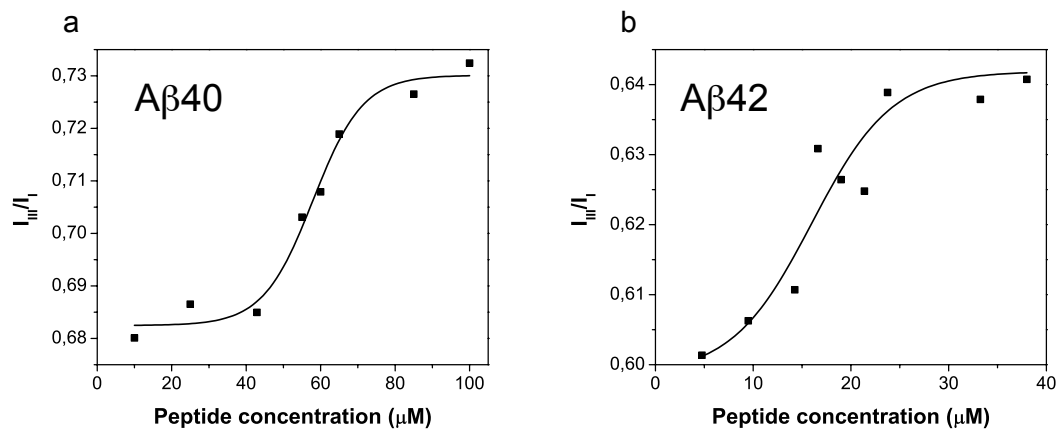 a
Aβ40
0,73
0,72
0,71
0,70
0,69
0,68
I_III/I_I
0 20 40 60 80 100
Peptide concentration (μM)
b
Aβ42
0,64
0,63
0,62
0,61
0,60
I_III/I_I
0 10 20 30 40
Peptide concentration (μM)